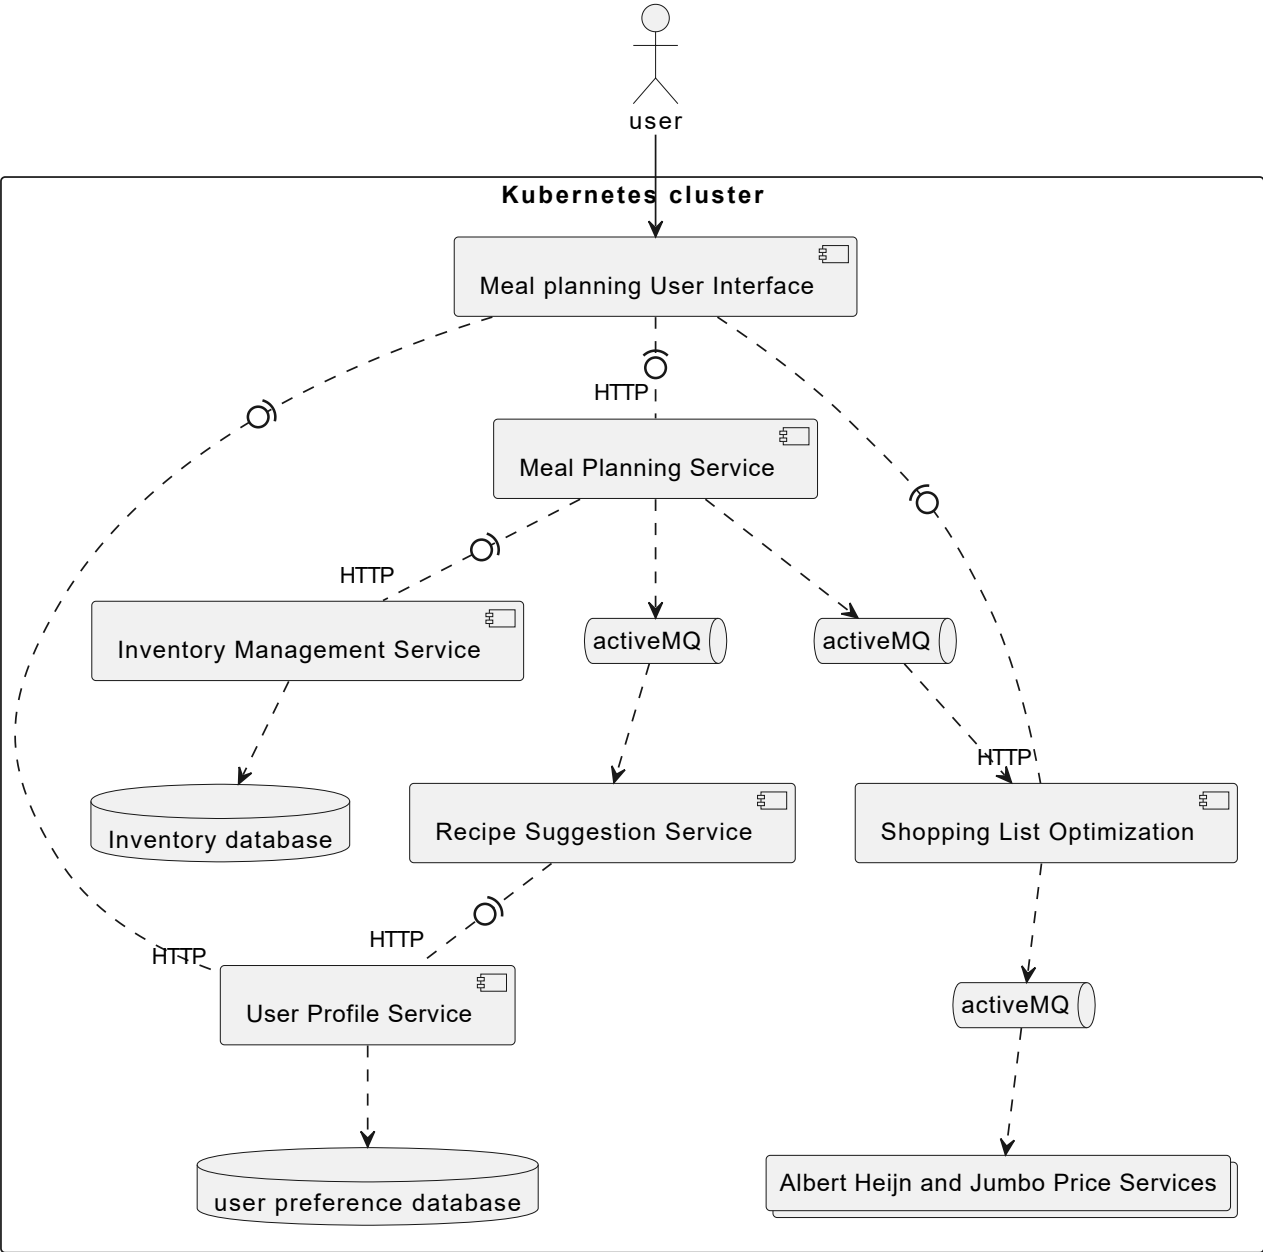 user
Kubernetes cluster
Meal planning User Interface
HTTP
Meal Planning Service
HTTP
Inventory Management Service
activeMQ
activeMQ
HTTP
Inventory database
Recipe Suggestion Service
Shopping List Optimization
HTTP
HTTP
User Profile Service
activeMQ
user preference database
Albert Heijn and Jumbo Price Services